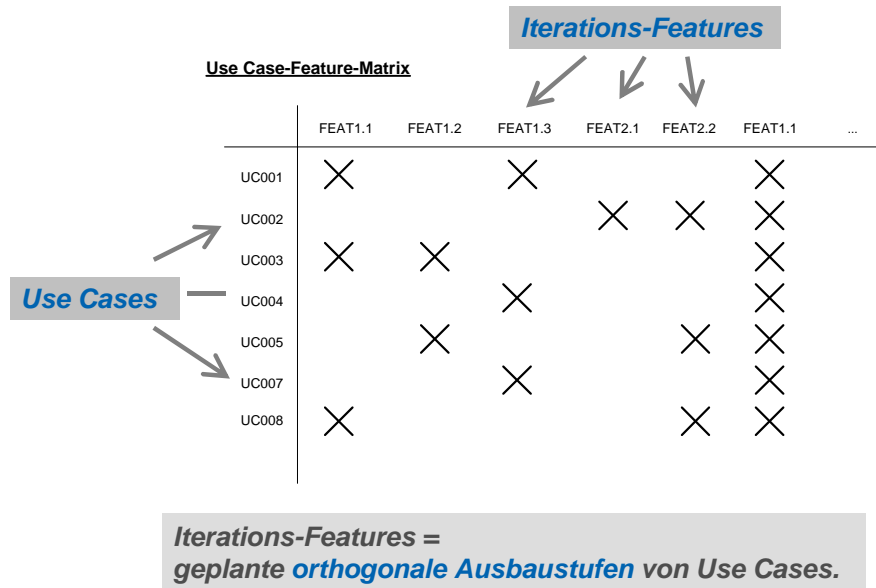 Iterations-Features
Use Case-Feature-Matrix
FEAT1.1 FEAT1.2 FEAT1.3 FEAT2.1 FEAT2.2 FEAT1.1 ...
UC001
UC002
UC003
Use Cases
UC004
UC005
UC007
UC008
Iterations-Features =
geplante orthogonale Ausbaustufen von Use Cases.